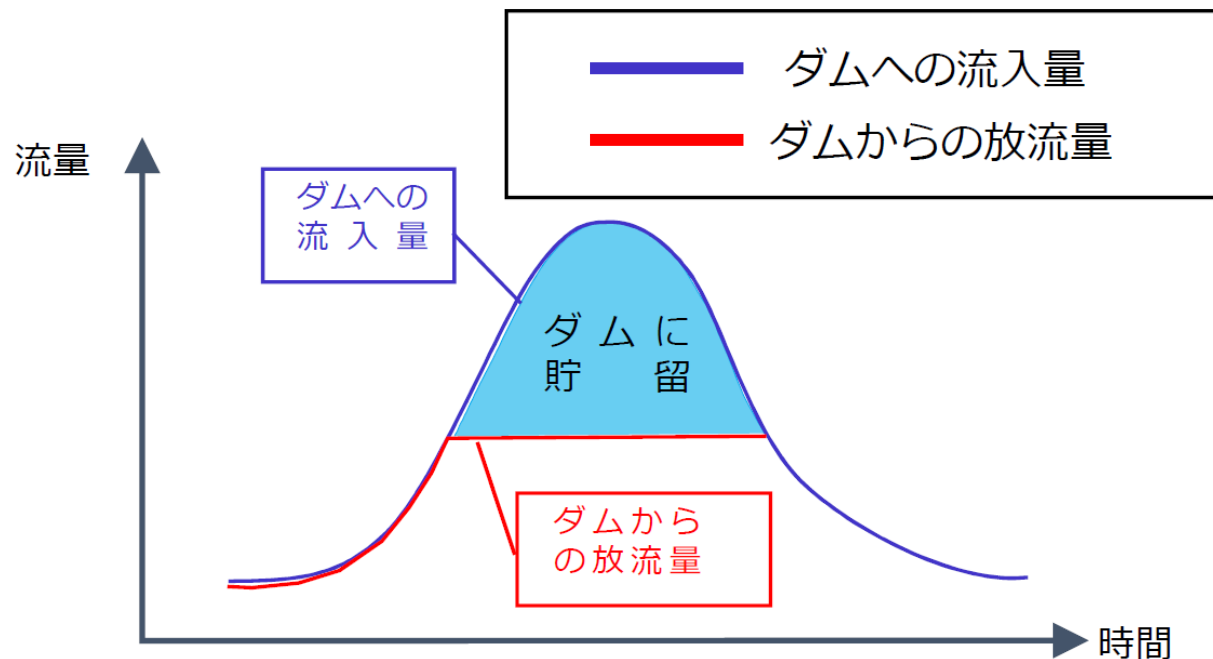 ダムへの流入量
ダムからの放流量
流量
ダムへの
流入量
ダムに
貯留
ダムから
の放流量
時間